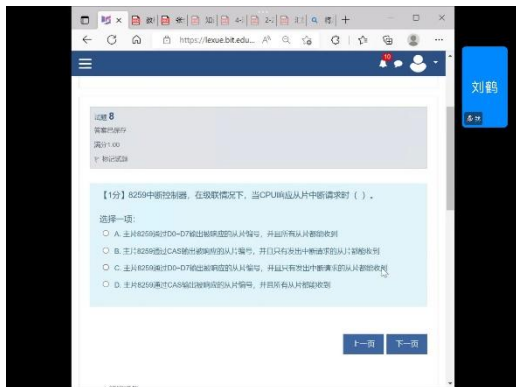 https://lexue.bit.edu...
10
刘鹤
试题 8
答案已保存
满分1.00
标记试题
【1分】8259中断控制器，在级联情况下，当CPU响应从片中断请求时（ ）。
选择一项:
A. 主片8259通过D0~D7输出被响应的从片编号，并且所有从片都能收到
B. 主片8259通过CAS输出被响应的从片编号，并且只有发出中断请求的从片能收到
C. 主片8259通过D0~D7输出被响应的从片编号，并且只有发出中断请求的从片都能收到
D. 主片8259通过CAS输出被响应的从片编号，并且所有从片都能收到
上一页 下一页